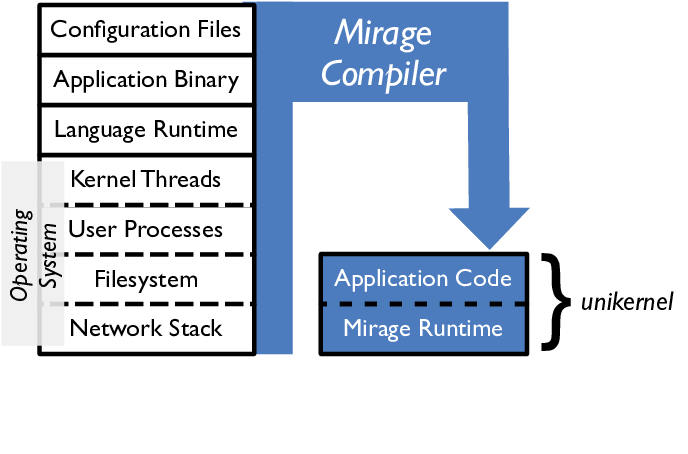 Configuration Files
Application Binary
Language Runtime
Kernel Threads
User Processes
Filesystem
Network Stack
Operating
System
Mirage
Compiler
Application Code
Mirage Runtime
unikernel